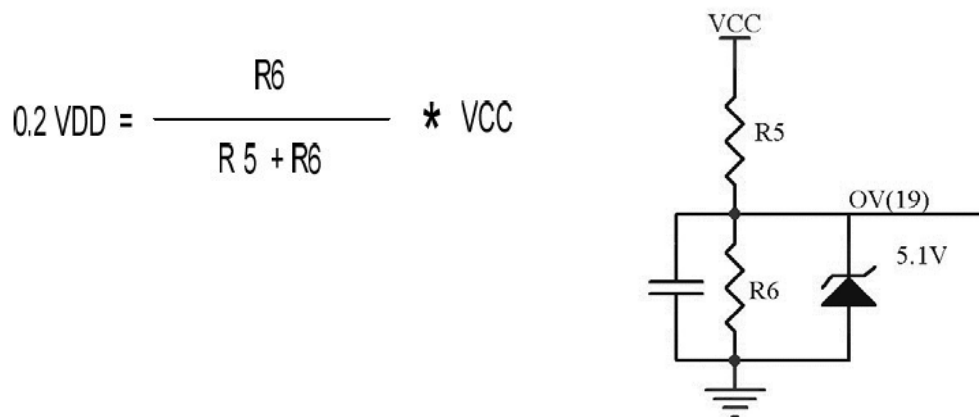 VCC
R6
0.2 VDD = * VCC
R 5 + R6
R5
OV(19)
5.1V
R6